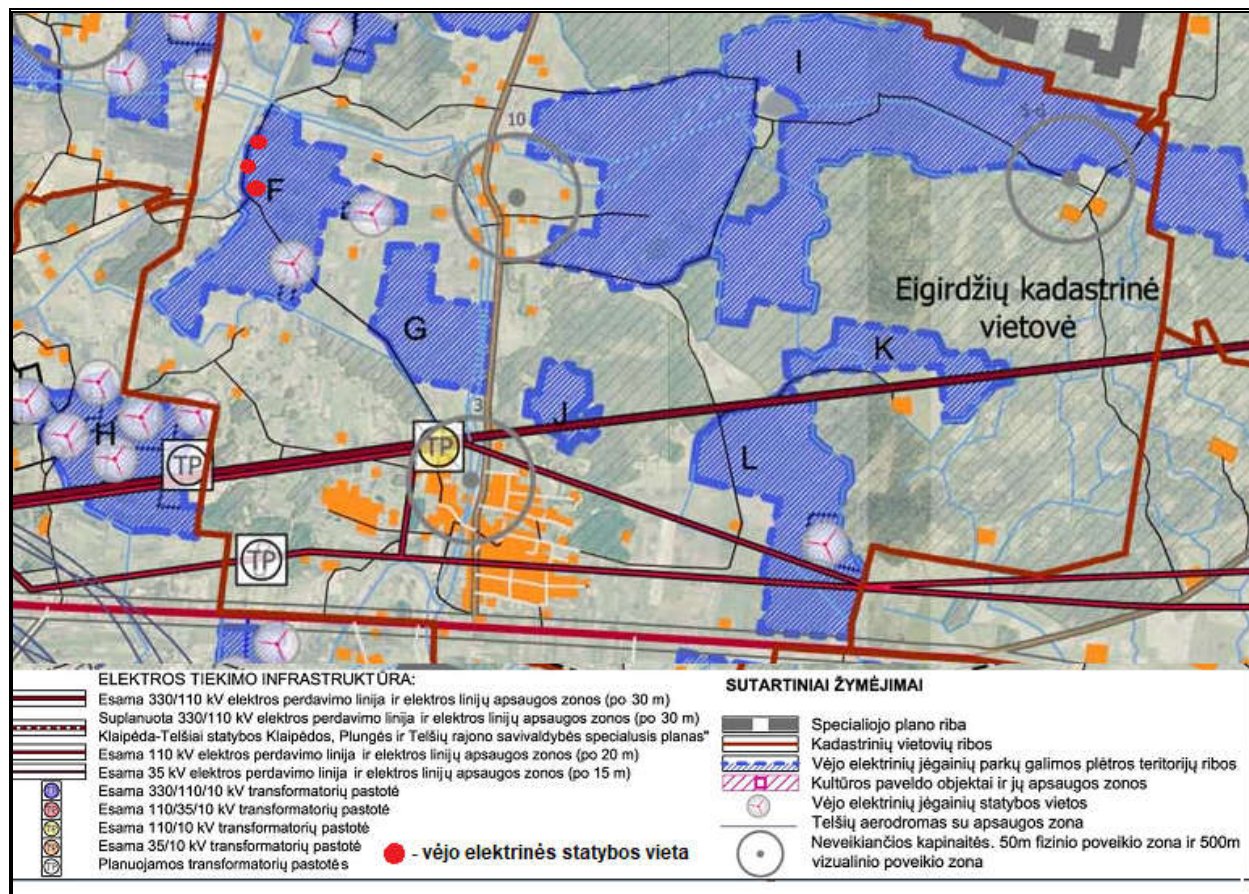 I
5-6
10
F
Eigirdžių kadastrinė
vietovė
G
K
J
3
H
TP
TP
L
TP
ELEKTROS TIEKIMO INFRASTRUKTŪRA:
Esama 330/110 kV elektros perdavimo linija ir elektros linijų apsaugos zonos (po 30 m)
Suplanuota 330/110 kV elektros perdavimo linija ir elektros linijų apsaugos zonos (po 30 m)
Klaipėda-Telšiai statybos Klaipėdos, Plungės ir Telšių rajono savivaldybės specialusis planas"
Esama 110 kV elektros perdavimo linija ir elektros linijų apsaugos zonos (po 20 m)
Esama 35 kV elektros perdavimo linija ir elektros linijų apsaugos zonos (po 15 m)
TP Esama 330/110/10 kV transformatorių pastotė
TP Esama 110/35/10 kV transformatorių pastotė
TP Esama 110/10 kV transformatorių pastotė
TP Esama 35/10 kV transformatorių pastotė
TP Planuojamos transformatorių pastotės
- vėjo elektrinės statybos vieta
SUTARTINIAI ŽYMĖJIMAI
Specialiojo plano riba
Kadastrinių vietovių ribos
Vėjo elektrinių jėgainių parkų galimos plėtros teritorijų ribos
Kultūros paveldo objektai ir jų apsaugos zonos
Vėjo elektrinių jėgainių statybos vietos
Telšių aerodromas su apsaugos zona
Neveikiančios kapinaitės. 50m fizinio poveikio zona ir 500m
vizualinio poveikio zona